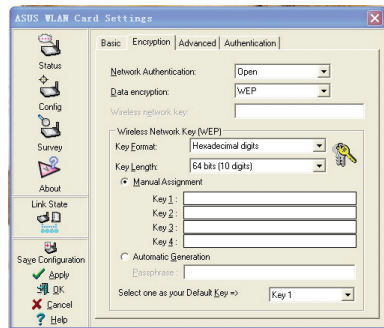 ASUS WLAN Card Settings
Status
Config
Survey
About
Link State
Save Configuration
Apply
OK
Cancel
Help
Basic Encryption Advanced Authentication
Network Authentication: Open
Data encryption: WEP
Wireless network key:
Wireless Network Key (WEP)
Key Format: Hexadecimal digits
Key Length: 64 bits (10 digits)
Manual Assignment
Key 1 :
Key 2 :
Key 3 :
Key 4 :
Automatic Generation
Passphrase :
Select one as your Default Key => Key 1